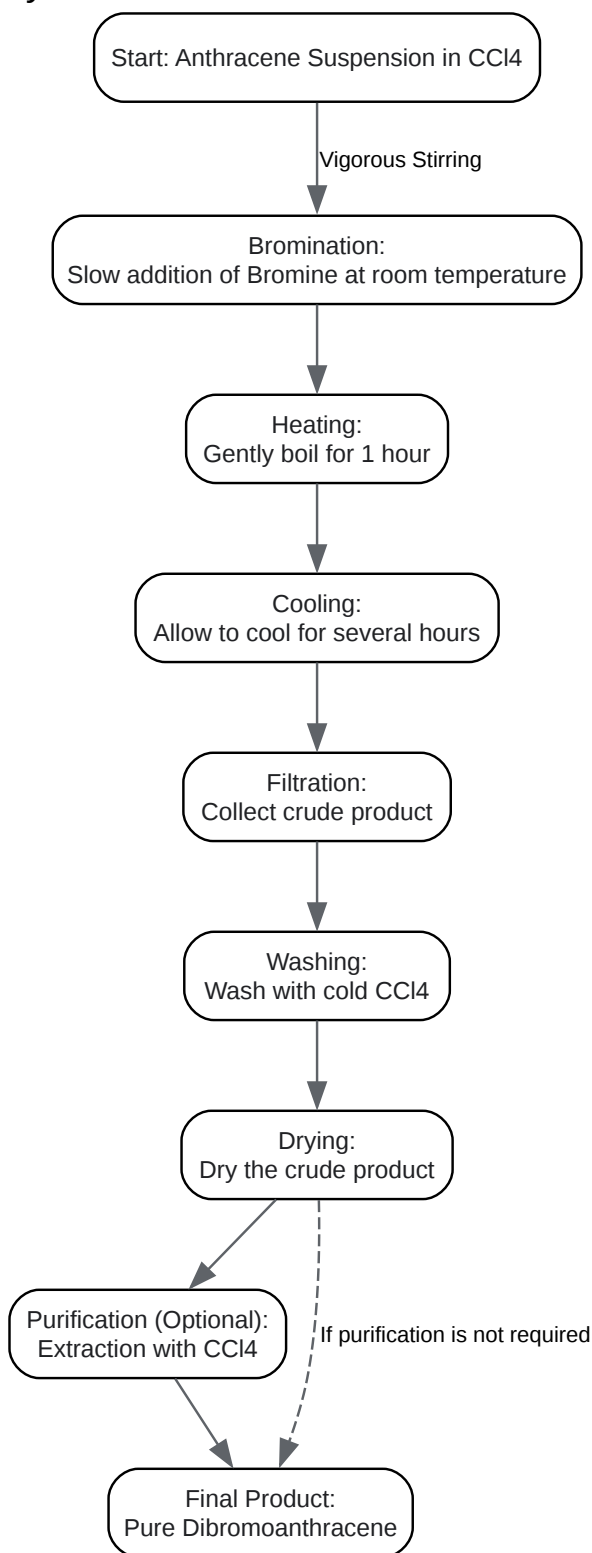 Start: Anthracene Suspension in CCl4
Vigorous Stirring
Bromination:
Slow addition of Bromine at room temperature
Heating:
Gently boil for 1 hour
Cooling:
Allow to cool for several hours
Filtration:
Collect crude product
Washing:
Wash with cold CCl4
Drying:
Dry the crude product
Purification (Optional):
Extraction with CCl4
If purification is not required
Final Product:
Pure Dibromoanthracene